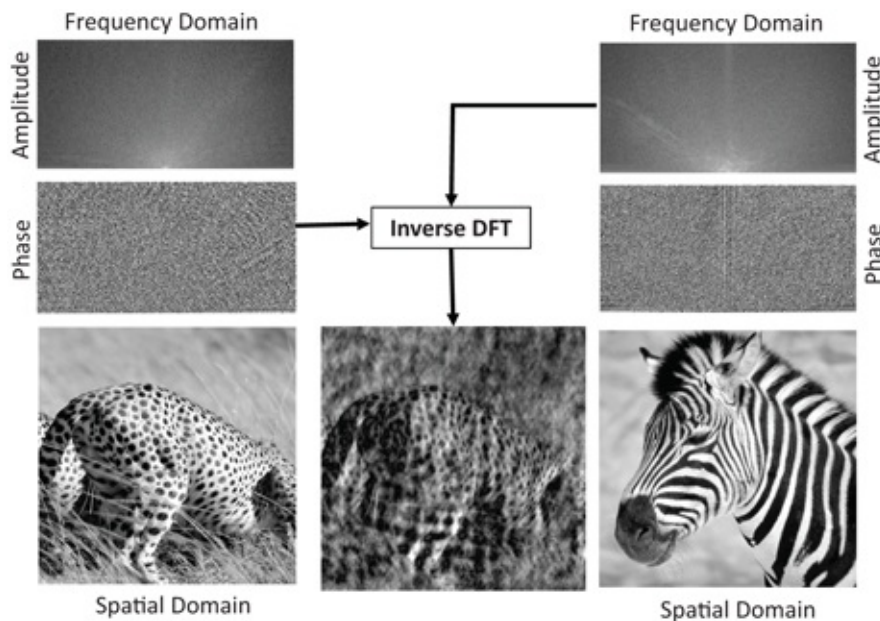 Frequency Domain
Frequency Domain
Amplitude
Amplitude
Phase
Inverse DFT
Phase
Spatial Domain
Spatial Domain